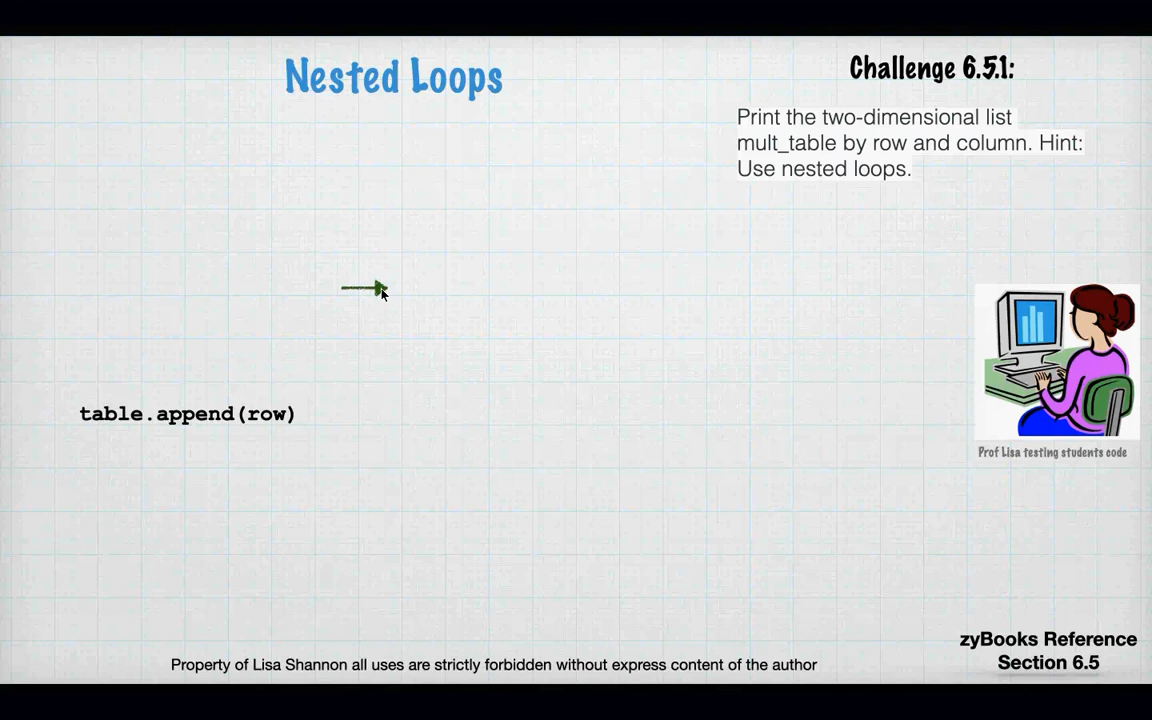 Nested Loops
Challenge 6.5.1:
Print the two-dimensional list
mult_table by row and column. Hint:
Use nested loops.
table.append(row)
Prof Lisa testing students code
zyBooks Reference
Section 6.5
Property of Lisa Shannon all uses are strictly forbidden without express content of the author